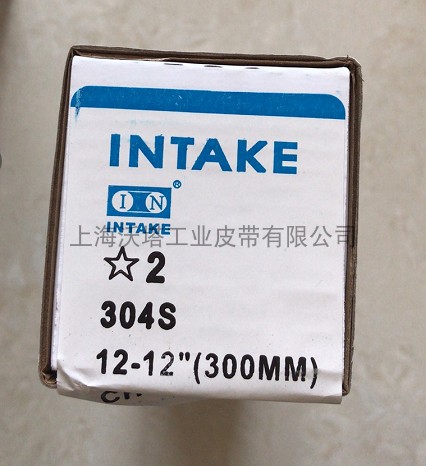 INTAKE
IN ®
INTAKE
上海沃塔工业皮带有限公司
☆2
304S
12-12"(300MM)